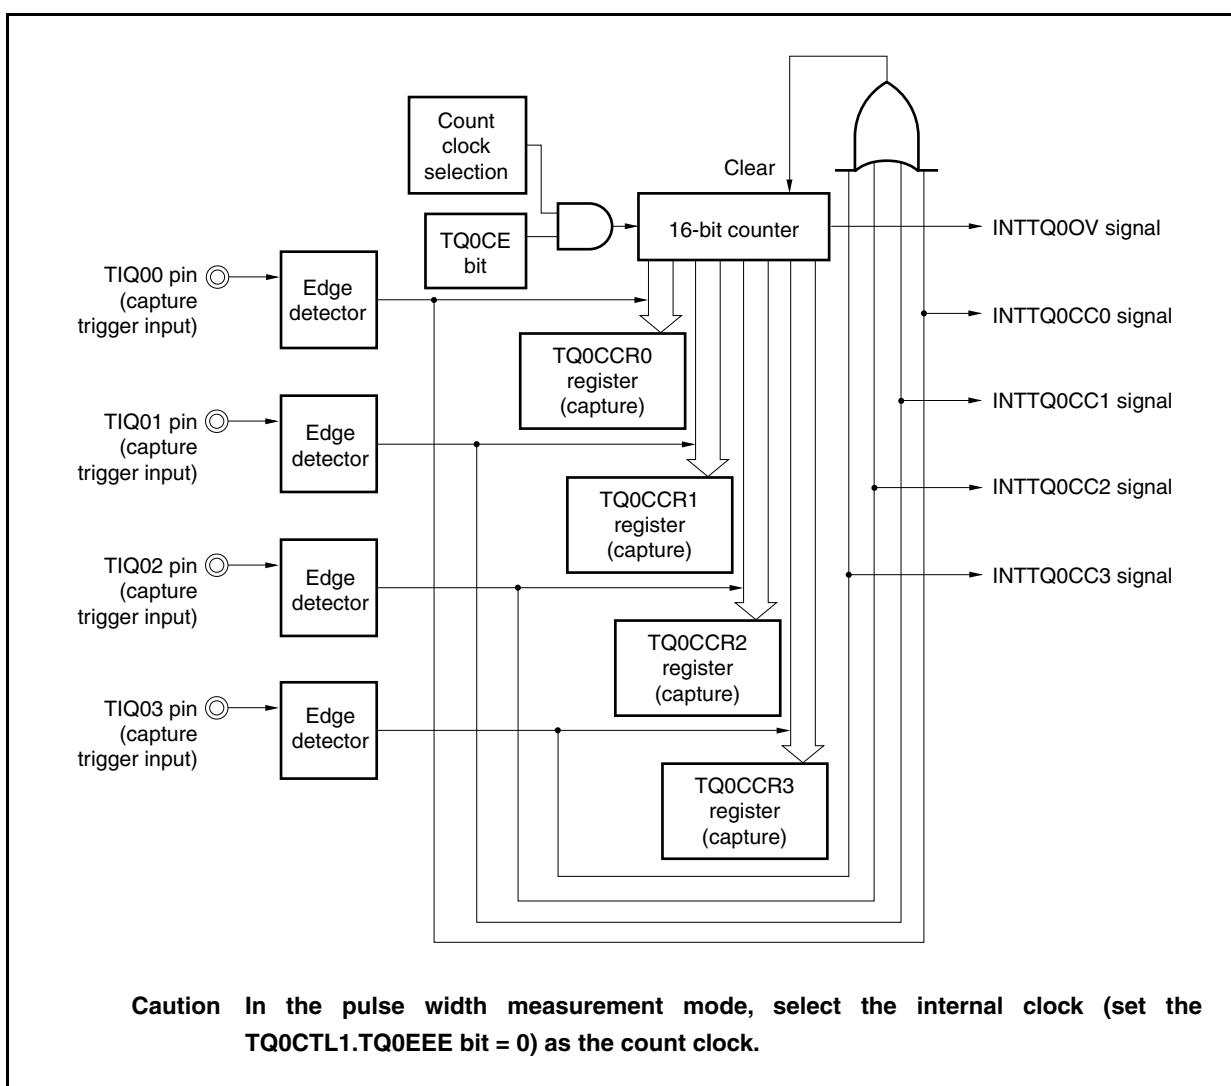 Count
clock
selection
Clear
TQ0CE
bit
16-bit counter
INTTQ0OV signal
TIQ00 pin
(capture
trigger input)
Edge
detector
INTTQ0CC0 signal
TQ0CCR0
register
(capture)
TIQ01 pin
(capture
trigger input)
Edge
detector
INTTQ0CC1 signal
TQ0CCR1
register
(capture)
INTTQ0CC2 signal
TIQ02 pin
(capture
trigger input)
Edge
detector
INTTQ0CC3 signal
TQ0CCR2
register
(capture)
TIQ03 pin
(capture
trigger input)
Edge
detector
TQ0CCR3
register
(capture)
Caution In the pulse width measurement mode, select the internal clock (set the
TQ0CTL1.TQ0EEE bit = 0) as the count clock.